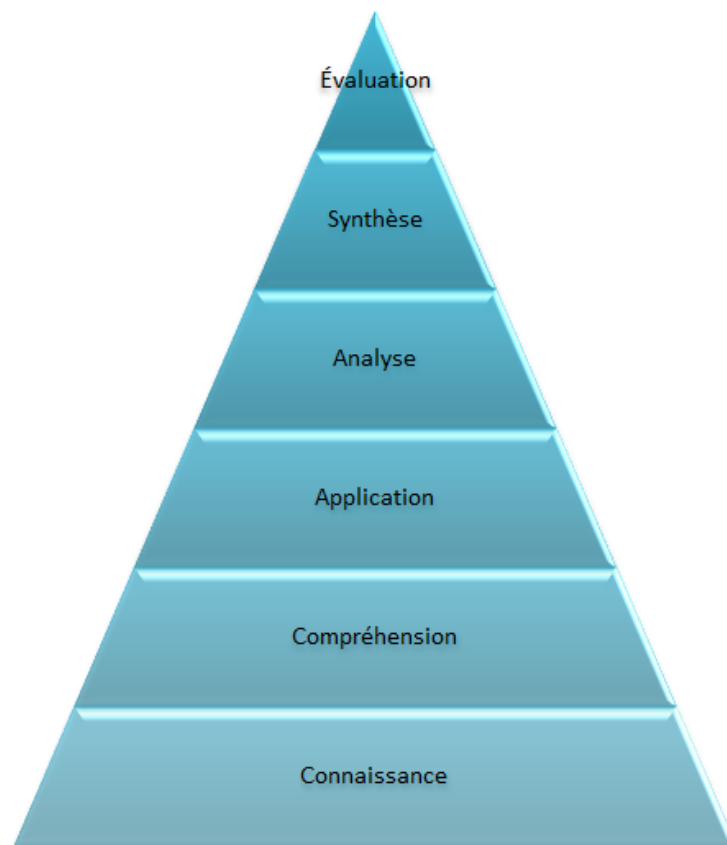 Évaluation
Synthèse
Analyse
Application
Compréhension
Connaissance